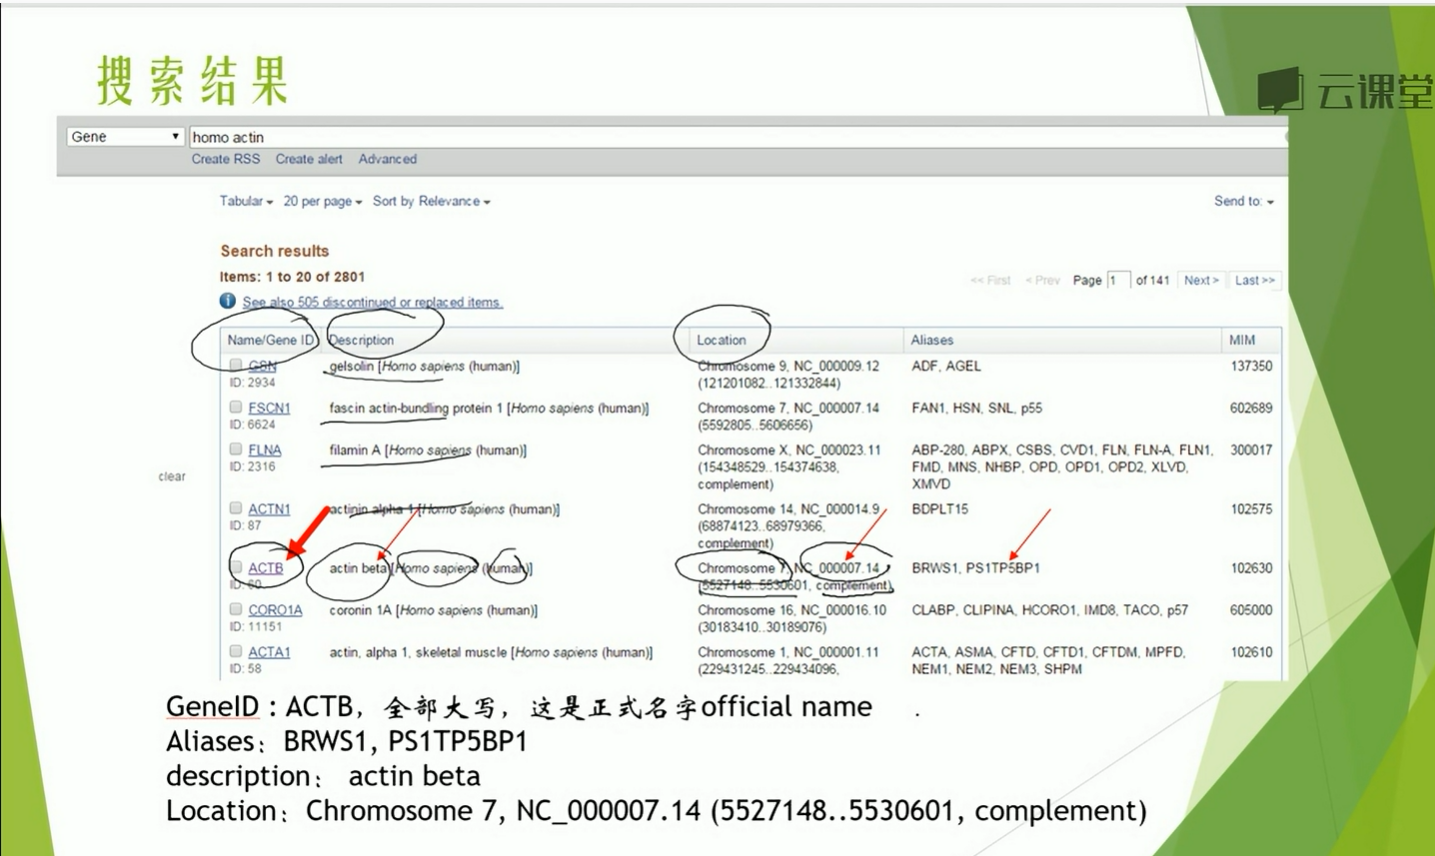 搜索结果
云课堂
Gene
homo actin
Create RSS Create alert Advanced
Tabular 20 per page Sort by Relevance
Send to:
Search results
Items: 1 to 20 of 2801
<< First < Prev Page 1 of 141 Next > Last >>
See also 505 discontinued or replaced items.
Name/Gene ID Description Location Aliases MIM
GSN gelsolin [Homo sapiens (human)] Chromosome 9, NC_000009.12 ADF, AGEL 137350
ID: 2934 (121201082..121332844)
FSCN1 fascin actin-bundling protein 1 [Homo sapiens (human)] Chromosome 7, NC_000007.14 FAN1, HSN, SNL, p55 602689
ID: 6624 (5592805..5606656)
FLNA filamin A [Homo sapiens (human)] Chromosome X, NC_000023.11 ABP-280, ABPX, CSBS, CVD1, FLN, FLN-A, FLN1, 300017
ID: 2316 (154348529..154374638, FMD, MNS, NHBP, OPD, OPD1, OPD2, XLVD,
clear
complement) XMVD
ACTN1 actinin alpha 1 [Homo sapiens (human)] Chromosome 14, NC_000014.9 BDPLT15 102575
ID: 87 (68874123..68979366,
complement)
ACTB actin beta [Homo sapiens (human)] Chromosome 7, NC_000007.14 BRWS1, PS1TP5BP1 102630
ID: 60 (5527148..5530601, complement)
CORO1A coronin 1A [Homo sapiens (human)] Chromosome 16, NC_000016.10 CLABP, CLIPINA, HCORO1, IMD8, TACO, p57 605000
ID: 11151 (30183410..30189076)
ACTA1 actin, alpha 1, skeletal muscle [Homo sapiens (human)] Chromosome 1, NC_000001.11 ACTA, ASMA, CFTD, CFTD1, CFTDM, MPFD, 102610
ID: 58 (229431245..229434096, NEM1, NEM2, NEM3, SHPM
GeneID：ACTB，全部大写，这是正式名字official name
Aliases：BRWS1, PS1TP5BP1
description： actin beta
Location：Chromosome 7, NC_000007.14 (5527148..5530601, complement)